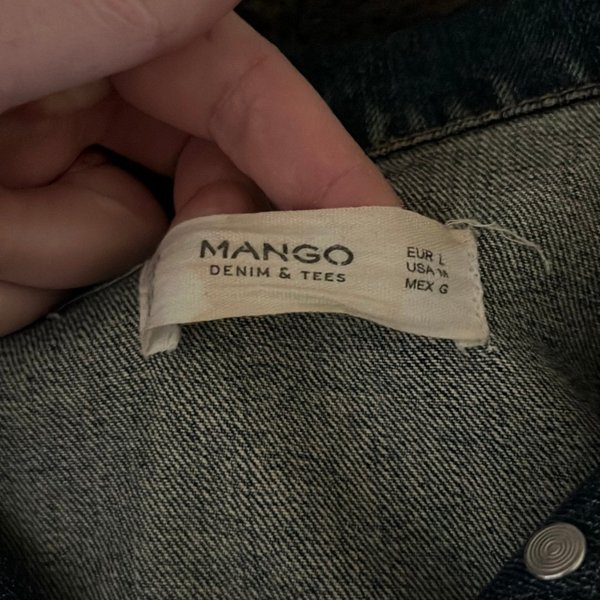 MANGO
DENIM & TEES
EUR L
USA M
MEX G